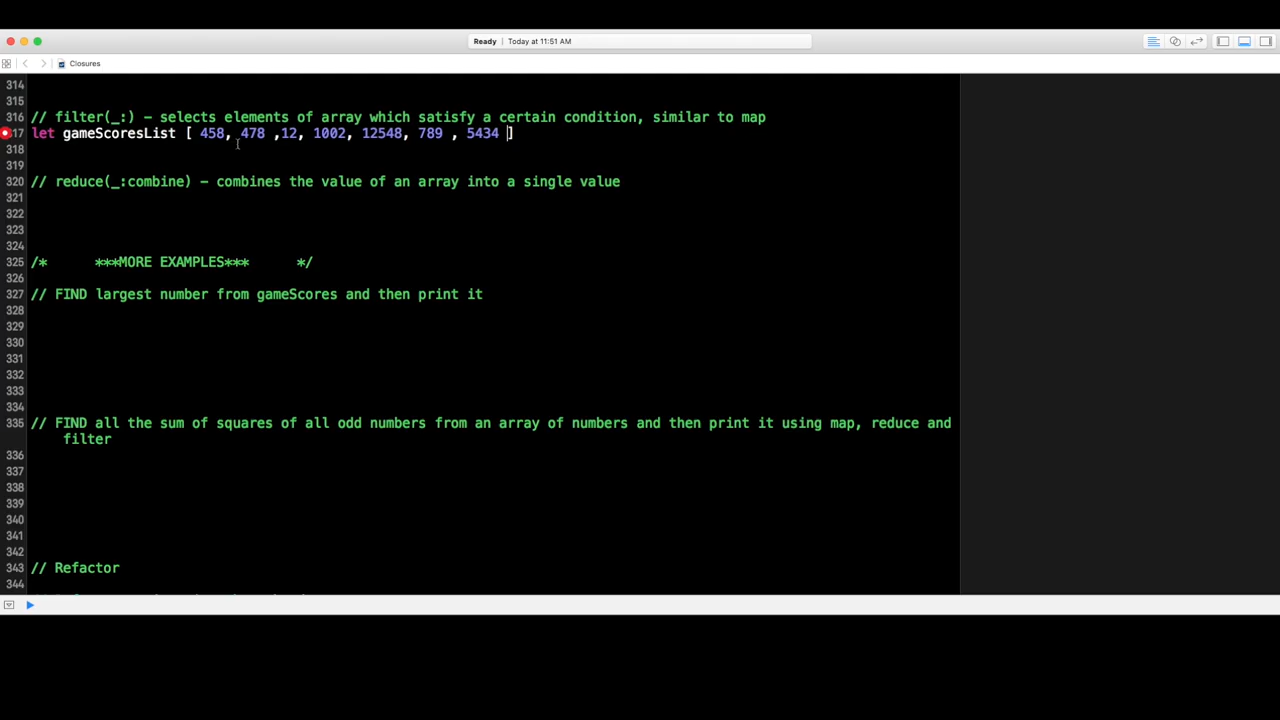 Ready | Today at 11:51 AM
Closures
314
315
316 // filter(_:) – selects elements of array which satisfy a certain condition, similar to map
17 let gameScoresList [ 458, 478 ,12, 1002, 12548, 789 , 5434 ]
318
319
320 // reduce(_:combine) – combines the value of an array into a single value
321
322
323
324
325 /* ***MORE EXAMPLES*** */
326
327 // FIND largest number from gameScores and then print it
328
329
330
331
332
333
334
335 // FIND all the sum of squares of all odd numbers from an array of numbers and then print it using map, reduce and
filter
336
337
338
339
340
341
342
343 // Refactor
344